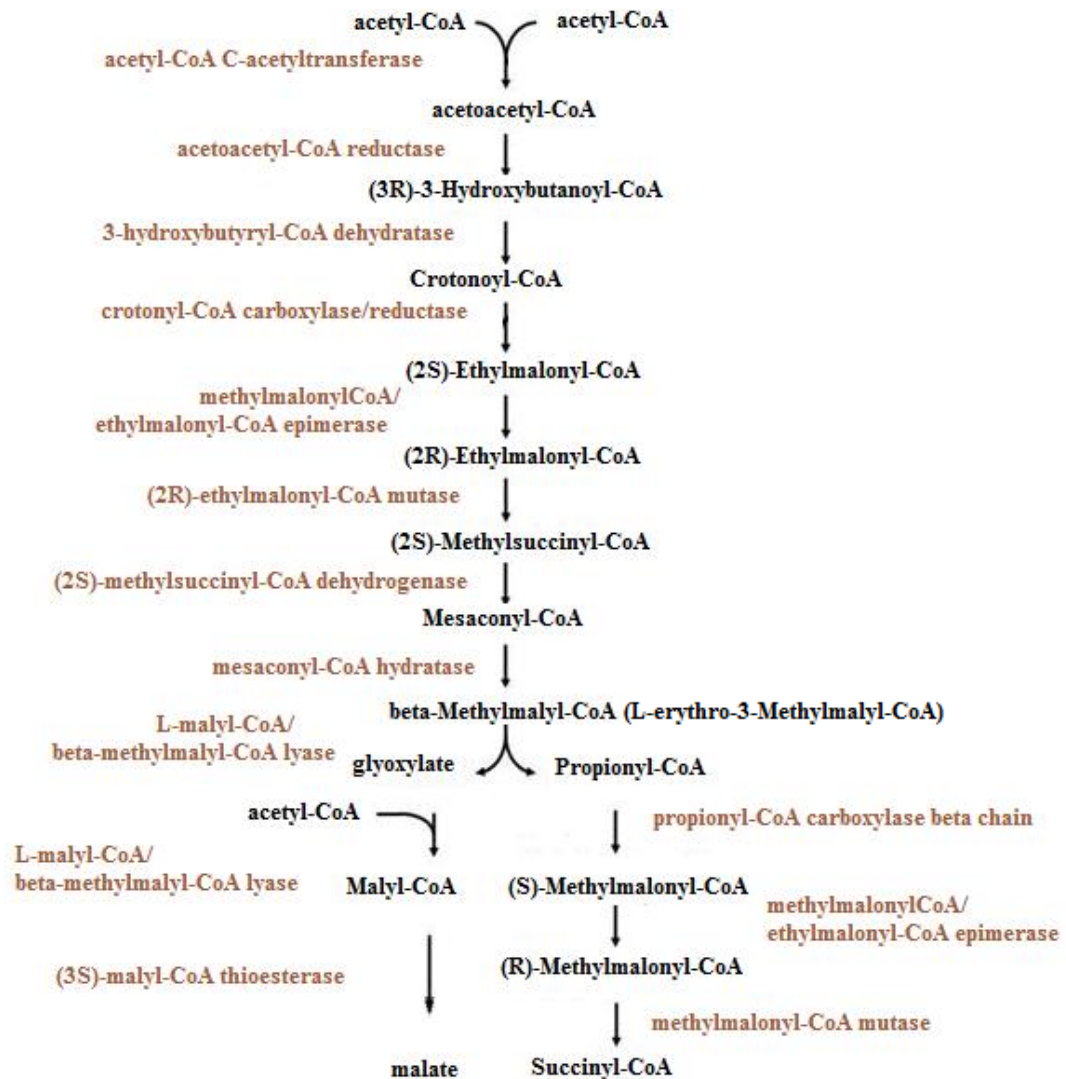 acetyl-CoA acetyl-CoA
acetyl-CoA C-acetyltransferase
acetoacetyl-CoA
acetoacetyl-CoA reductase
(3R)-3-Hydroxybutanoyl-CoA
3-hydroxybutyryl-CoA dehydratase
Crotonoyl-CoA
crotonyl-CoA carboxylase/reductase
(2S)-Ethylmalonyl-CoA
methylmalonylCoA/
ethylmalonyl-CoA epimerase
(2R)-Ethylmalonyl-CoA
(2R)-ethylmalonyl-CoA mutase
(2S)-Methylsuccinyl-CoA
(2S)-methylsuccinyl-CoA dehydrogenase
Mesaconyl-CoA
mesaconyl-CoA hydratase
beta-Methylmalyl-CoA (L-erythro-3-Methylmalyl-CoA)
L-malyl-CoA/
beta-methylmalyl-CoA lyase
glyoxylate Propionyl-CoA
acetyl-CoA
propionyl-CoA carboxylase beta chain
L-malyl-CoA/
beta-methylmalyl-CoA lyase
Malyl-CoA
(S)-Methylmalonyl-CoA
methylmalonylCoA/
ethylmalonyl-CoA epimerase
(R)-Methylmalonyl-CoA
(3S)-malyl-CoA thioesterase
methylmalonyl-CoA mutase
malate Succinyl-CoA